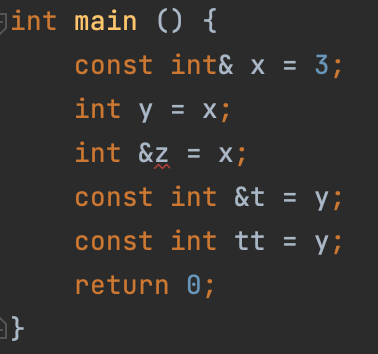 int main () {
const int& x = 3;
int y = x;
int &z = x;
const int &t = y;
const int tt = y;
return 0;
}